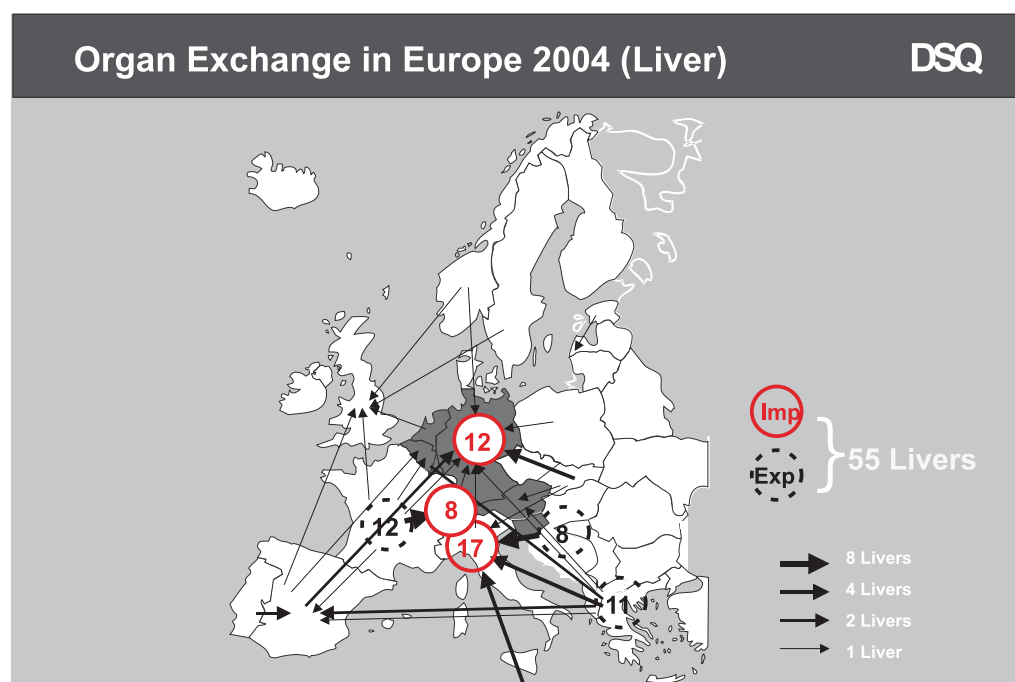 Organ Exchange in Europe 2004 (Liver)
DSQ
12
8
12
17
8
11
Imp
Exp
55 Livers
8 Livers
4 Livers
2 Livers
1 Liver